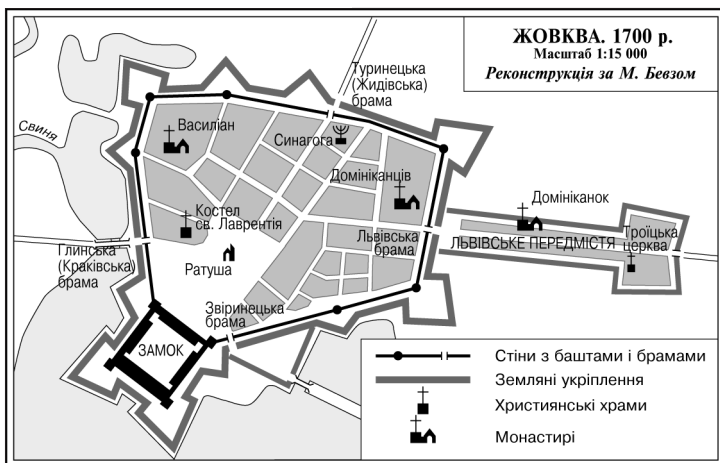 ЖОВКВА. 1700 р.
Масштаб 1:15 000
Реконструкція за М. Бевзом
Туринецька
(Жидівська)
брама
Свиня
Василіан
Синагога
Домініканців
Домініканок
Костел
св. Лаврентія
Львівська
брама
ЛЬВІВСЬКЕ ПЕРЕДМІСТЯ
Троїцька
церква
Глинська
(Краківська)
брама
Ратуша
Звіринецька
брама
ЗАМОК
Стіни з баштами і брамами
Земляні укріплення
Християнські храми
Монастирі